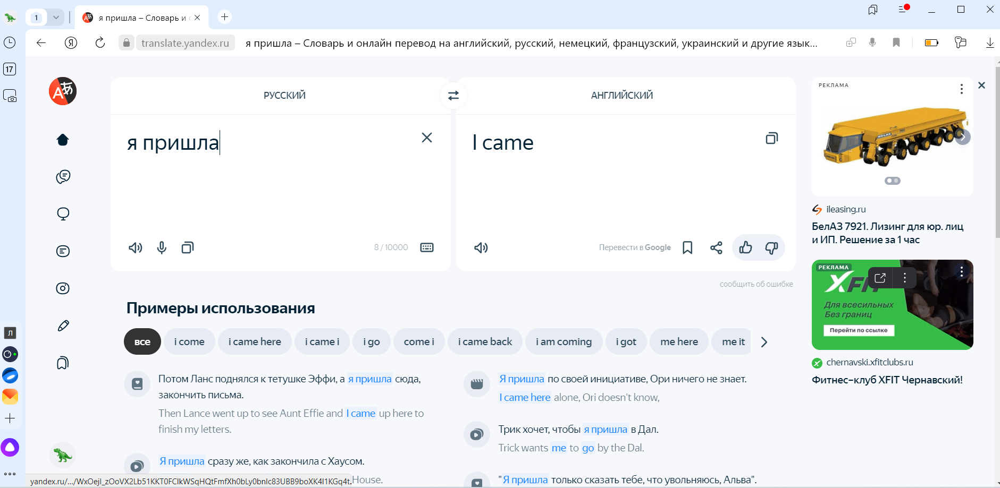 1
я пришла – Словарь и о
translate.yandex.ru
я пришла – Словарь и онлайн перевод на английский, русский, немецкий, французский, украинский и другие язык...
17
РУССКИЙ
АНГЛИЙСКИЙ
я пришла
I came
8 / 10000
Перевести в Google
сообщить об ошибке
Примеры использования
все
i come
i came here
i came i
i go
come i
i came back
i am coming
i got
me here
me it
Потом Ланс поднялся к тетушке Эффи, а я пришла сюда,
закончить письма.
Then Lance went up to see Aunt Effie and I came up here to
finish my letters.
Я пришла сразу же, как закончила с Хаусом.
House.
Я пришла по своей инициативе, Ори ничего не знает.
I came here alone, Ori doesn't know,
Трик хочет, чтобы я пришла в Дал.
Trick wants me to go by the Dal.
"Я пришла только сказать тебе, что увольняюсь, Альва".
РЕКЛАМА
ileasing.ru
БелАЗ 7921. Лизинг для юр. лиц
и ИП. Решение за 1 час
РЕКЛАМА
XFIT
Для всесильных
Без границ
Перейти по ссылке
chernavski.xfitclubs.ru
Фитнес–клуб XFIT Чернавский!
Л